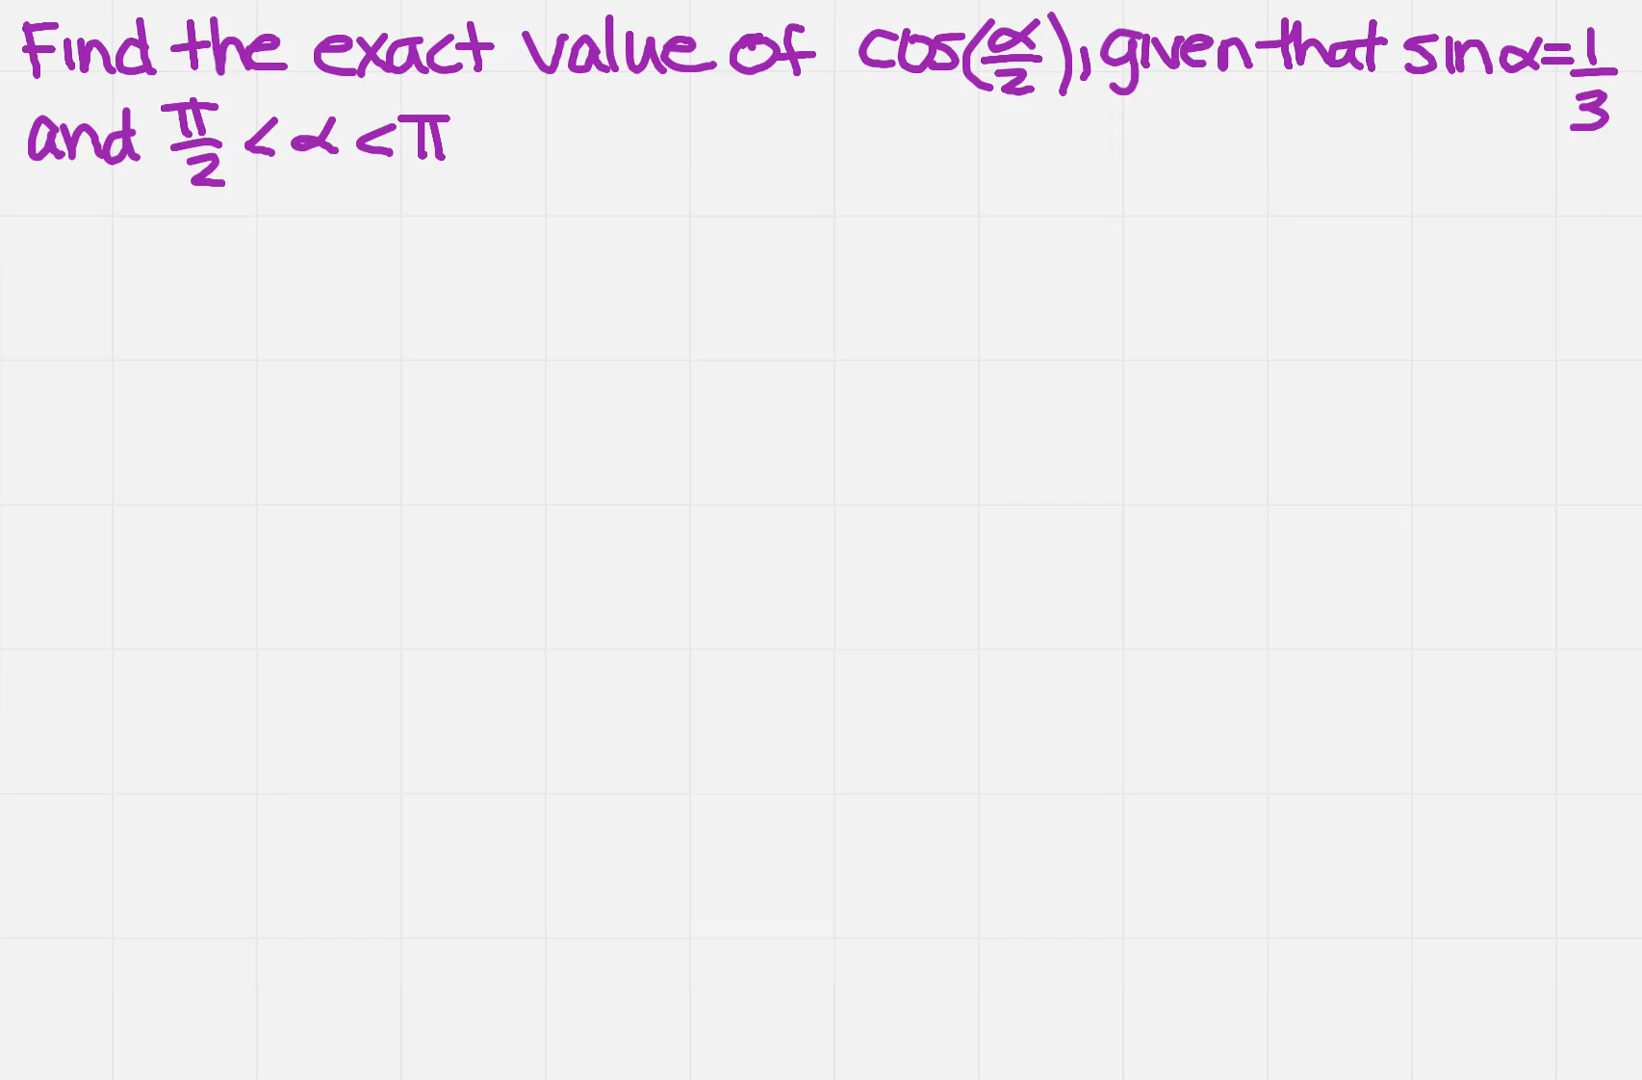 Find the exact value of cos(α/2), given that sin α = 1/3
and π/2 < α < π